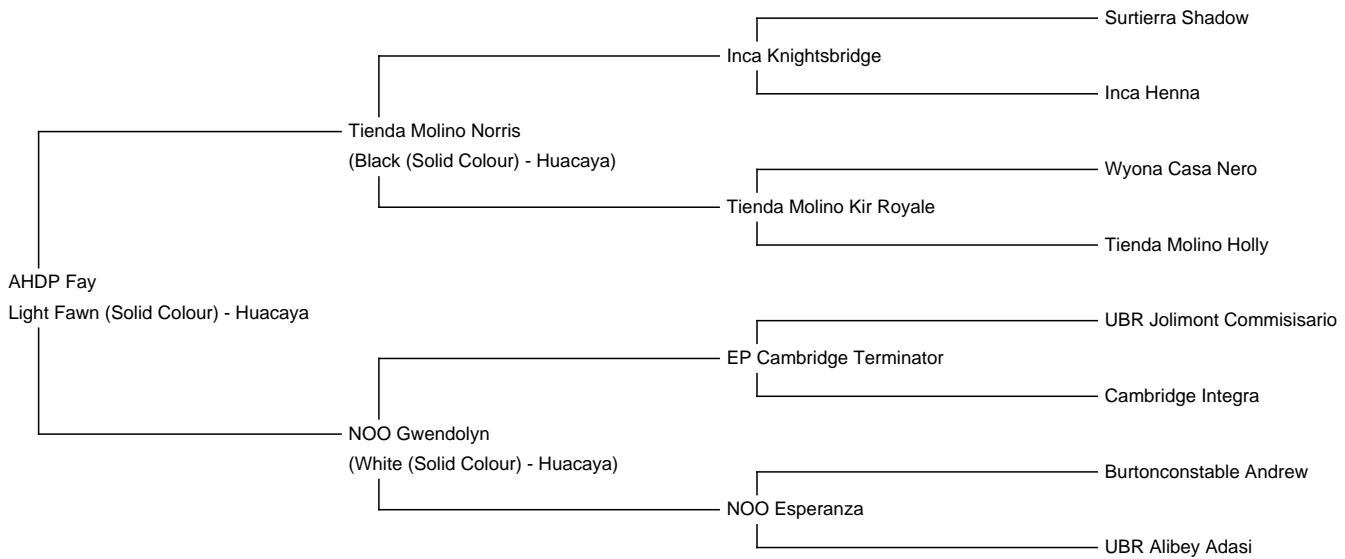 Surtierra Shadow
Inca Knightsbridge
Inca Henna
Tienda Molino Norris
(Black (Solid Colour) - Huacaya)
Wyona Casa Nero
Tienda Molino Kir Royale
Tienda Molino Holly
AHDP Fay
Light Fawn (Solid Colour) - Huacaya
UBR Jolimont Commisisario
EP Cambridge Terminator
Cambridge Integra
NOO Gwendolyn
(White (Solid Colour) - Huacaya)
Burtonconstable Andrew
NOO Esperanza
UBR Alibey Adasi